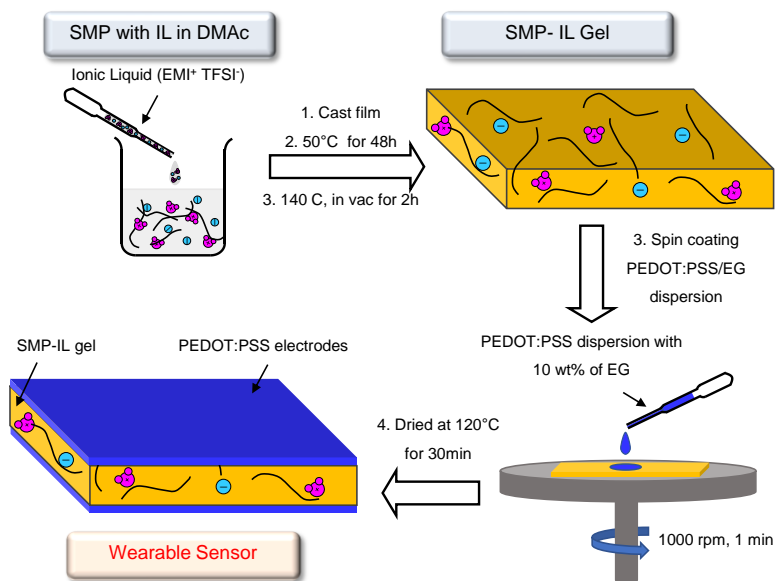 SMP with IL in DMAc
Ionic Liquid (EMI⁺ TFSI⁻)
1. Cast film
2. 50°C for 48h
3. 140 C, in vac for 2h
SMP- IL Gel
3. Spin coating
PEDOT:PSS/EG
dispersion
PEDOT:PSS dispersion with
10 wt% of EG
1000 rpm, 1 min
4. Dried at 120°C
for 30min
SMP-IL gel
PEDOT:PSS electrodes
Wearable Sensor